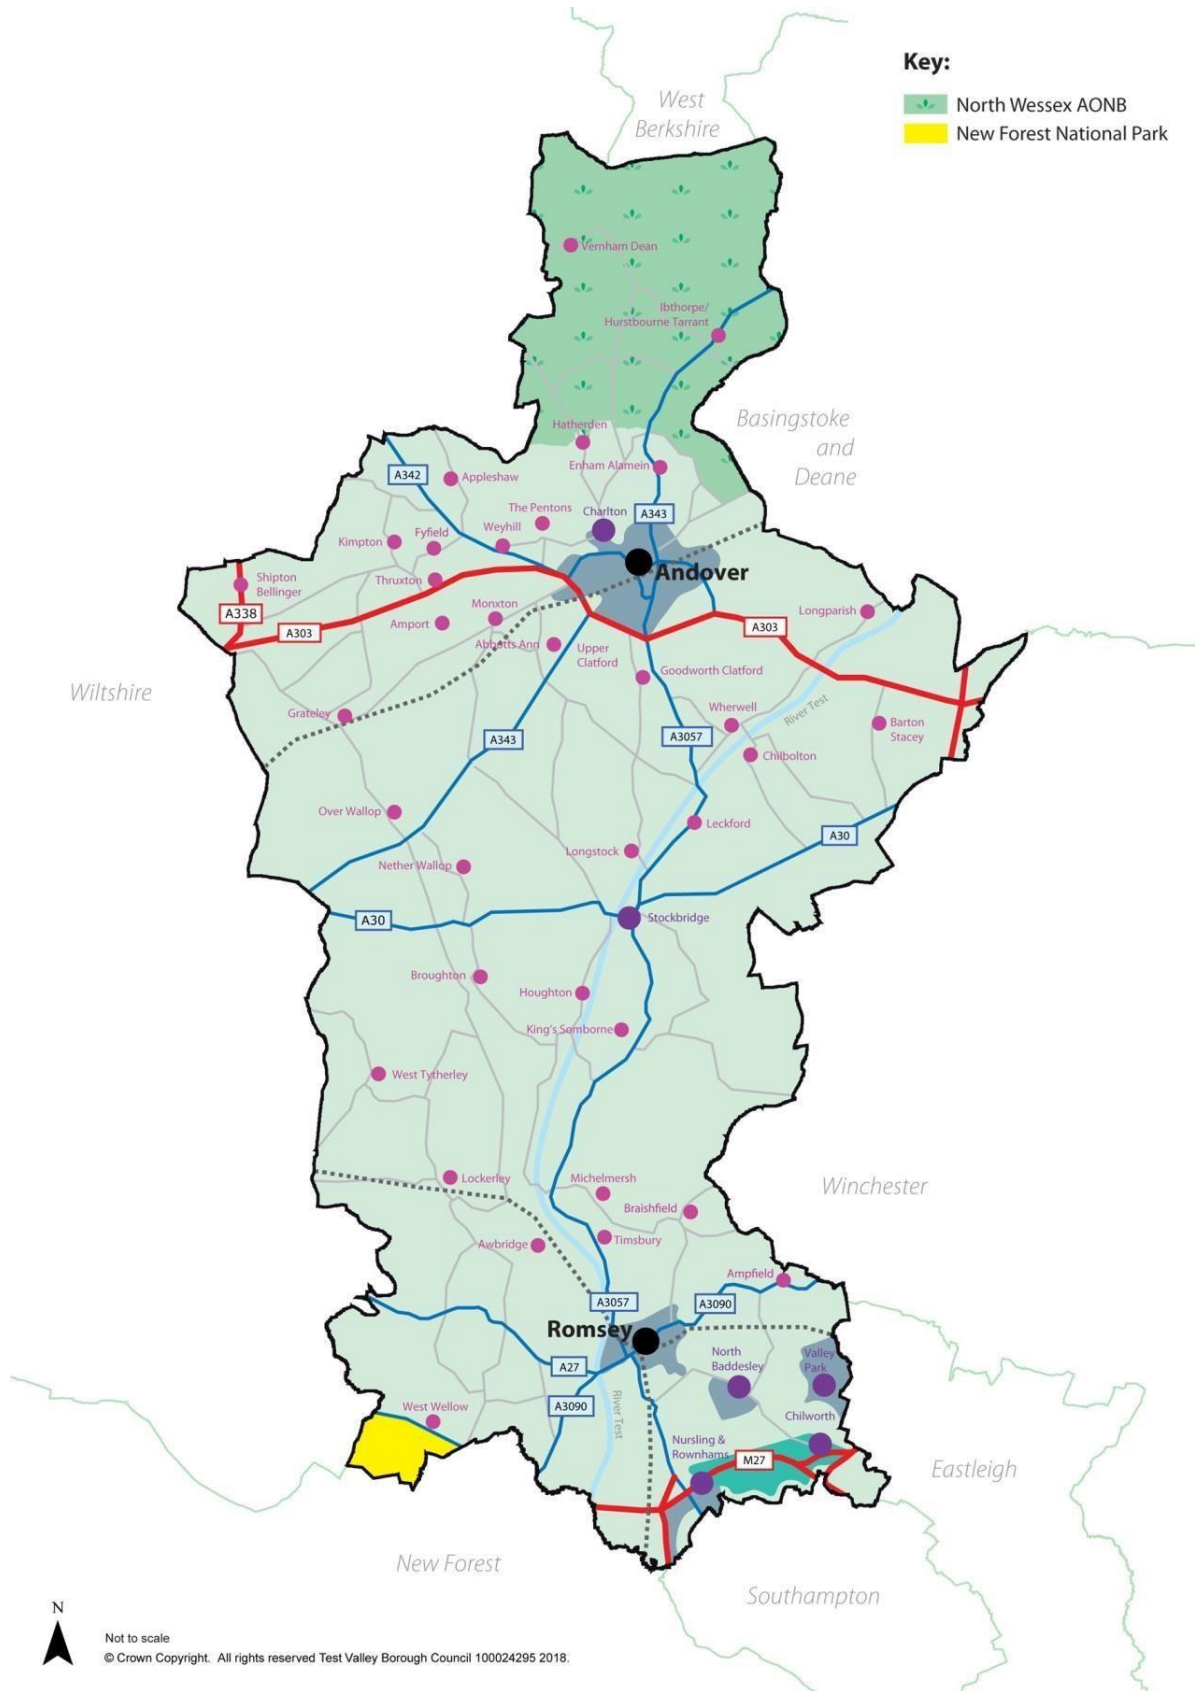 Key:
North Wessex AONB
New Forest National Park
West
Berkshire
Vernham Dean
Ibthorpe/
Hurstbourne Tarrant
Basingstoke
and
Deane
Hatherden
Enham Alamein
A342
Appleshaw
The Pentons
Charlton
A343
Kimpton
Fyfield
Weyhill
Andover
Shipton
Bellinger
Thruxton
A338
A303
Amport
Monxton
Abbotts Ann
Upper
Clatford
A303
Longparish
Goodworth Clatford
Wiltshire
Grateley
A343
A3057
Wherwell
River Test
Barton
Stacey
Chilbolton
Over Wallop
Leckford
A30
Nether Wallop
Longstock
A30
Stockbridge
Broughton
Houghton
King's Somborne
West Tytherley
Lockerley
Michelmersh
Winchester
Braishfield
Awbridge
Timsbury
Ampfield
A3057
A3090
Romsey
A27
North
Baddesley
Valley
Park
A3090
West Wellow
River Test
Chilworth
Nursling &
Rownhams
M27
Eastleigh
New Forest
Southampton
N
Not to scale
© Crown Copyright. All rights reserved Test Valley Borough Council 100024295 2018.